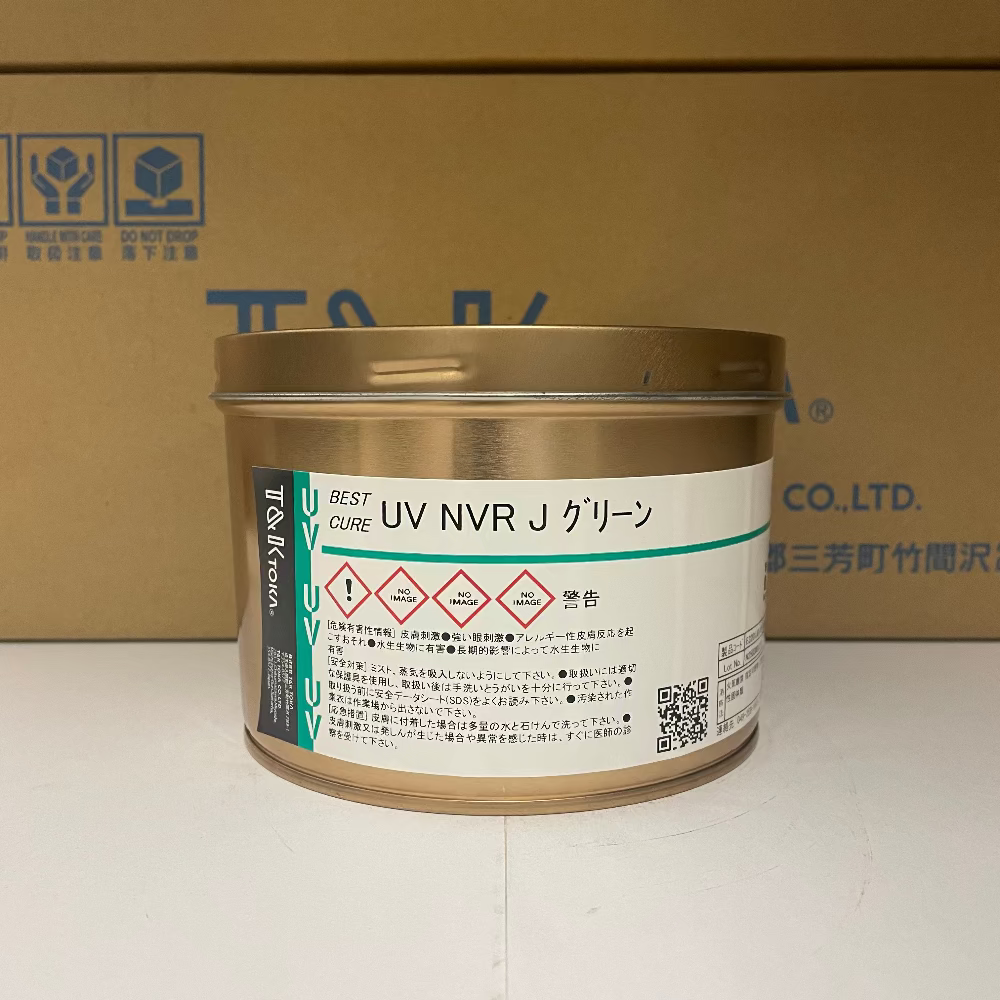 HANDLE WITH CARE
取扱注意
DO NOT DROP
落下注意
T&K
®
CO.,LTD.
郡三芳町竹間沢
T&K TOKA®
UV
UV
UV
BEST CURE
UV NVR J グリーン
!
NO IMAGE
NO IMAGE
NO IMAGE
警告
[危険有害性情報] 皮膚刺激●強い眼刺激●アレルギー性皮膚反応を起
こすおそれ●水生生物に有害●長期的影響によって水生生物に
有害
[安全対策] ミスト、蒸気を吸入しないようにして下さい。●取扱いには適切
な保護具を使用し、取扱い後は手洗いとうがいを十分に行って下さい。●
取り扱う前に安全データシート(SDS)をよくお読み下さい。●汚染された作
業衣は作業場から出さないで下さい。
[応急措置] 皮膚に付着した場合は多量の水と石けんで洗って下さい。●
皮膚刺激又は発しんが生じた場合や異常を感じた時は、すぐに医師の診
察を受けて下さい。
製品コード
Lot No.
連絡先